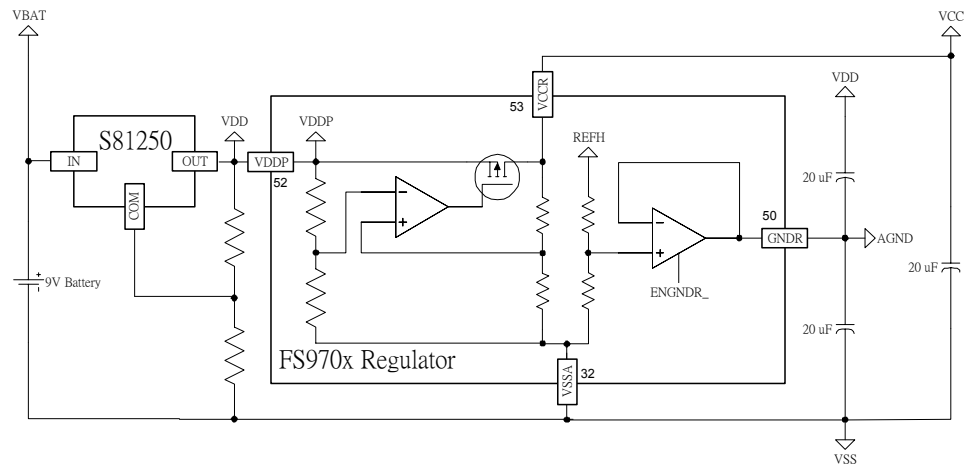 VBAT
VCC
S81250
IN
OUT
COM
VDD
VDDP
52
VDDP
53
VCCR
REFH
VDD
20 uF
50
GNDR
AGND
ENGNDR_
20 uF
20 uF
+
-
9V Battery
-
+
-
+
FS970x Regulator
VSSA
32
VSS